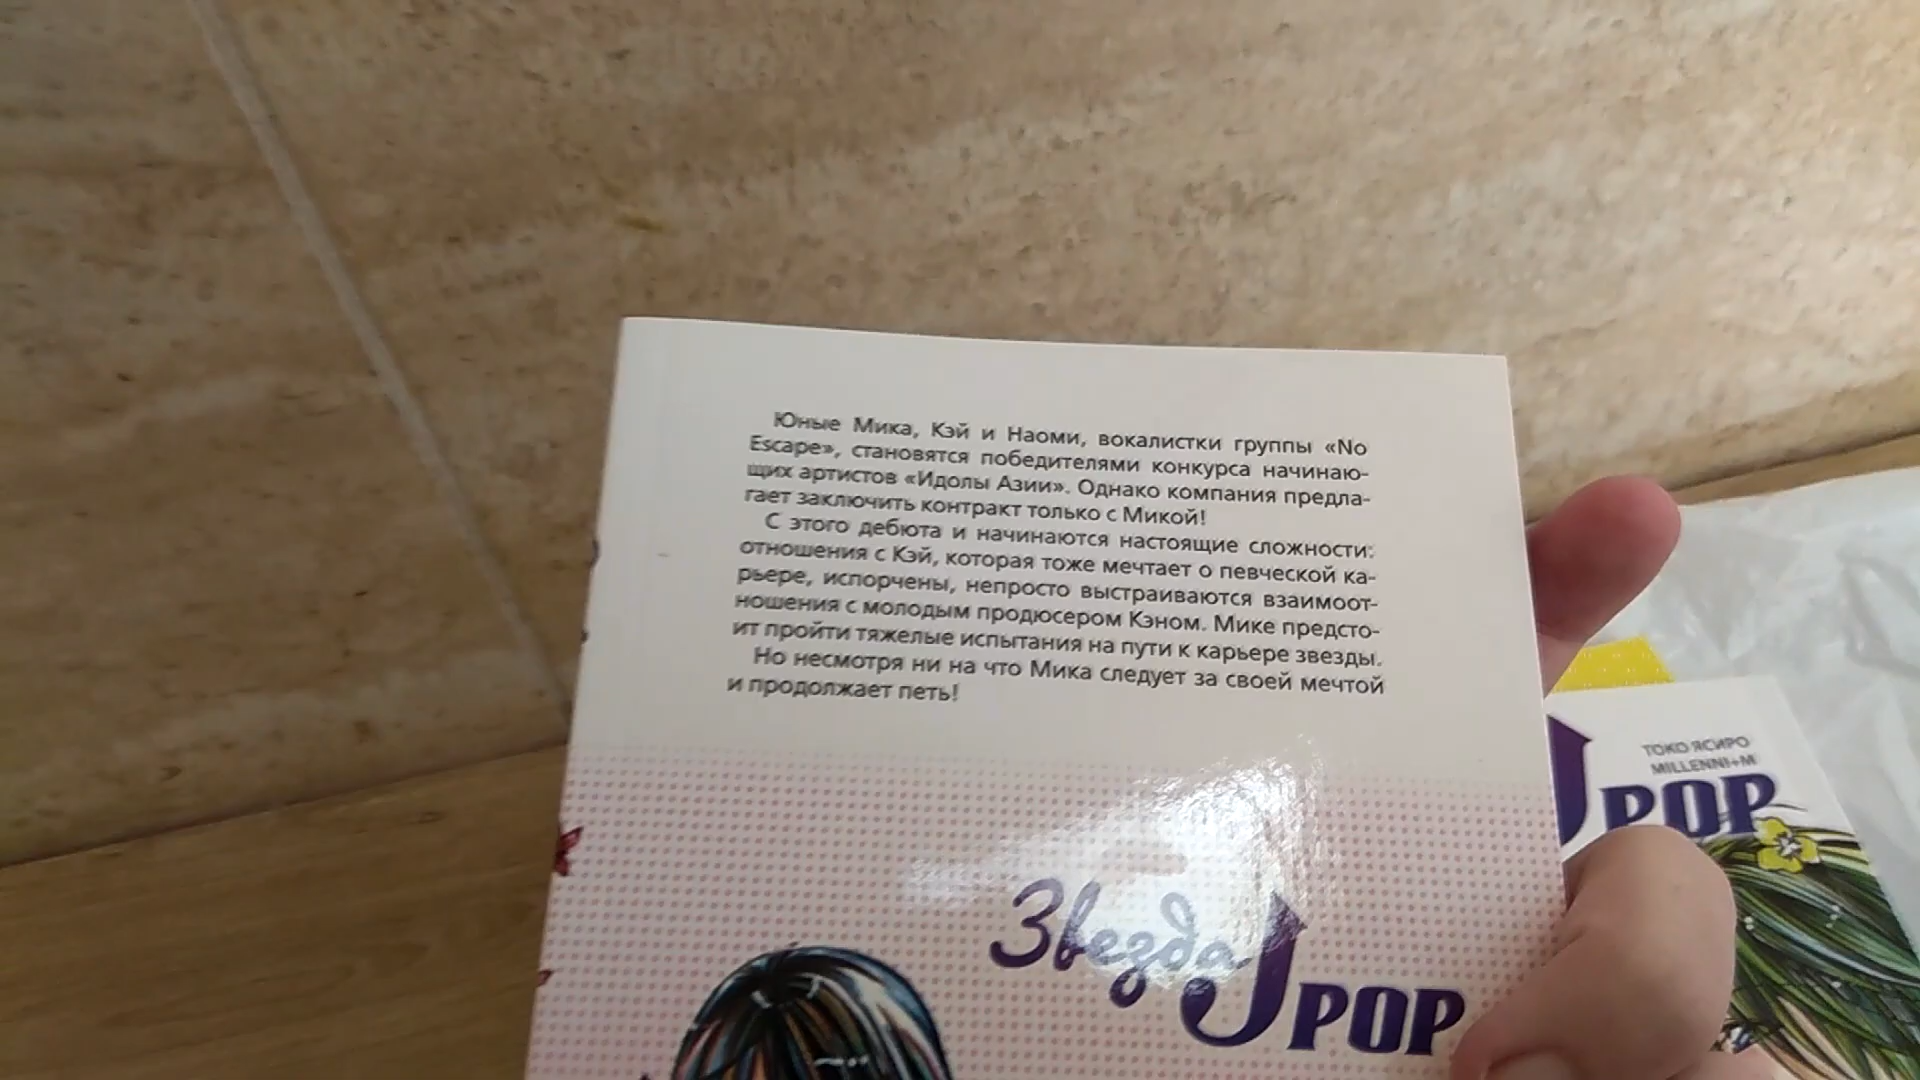 Юные Мика, Кэй и Наоми, вокалистки группы «No
Escape», становятся победителями конкурса начинаю-
щих артистов «Идолы Азии». Однако компания предла-
гает заключить контракт только с Микой!
С этого дебюта и начинаются настоящие сложности:
отношения с Кэй, которая тоже мечтает о певческой ка-
рьере, испорчены, непросто выстраиваются взаимоот-
ношения с молодым продюсером Кэном. Мике предсто-
ит пройти тяжелые испытания на пути к карьере звезды.
Но несмотря ни на что Мика следует за своей мечтой
и продолжает петь!
Звезда
JPOP
ТОКО ЯСИРО
MILLENNI+M
JPOP